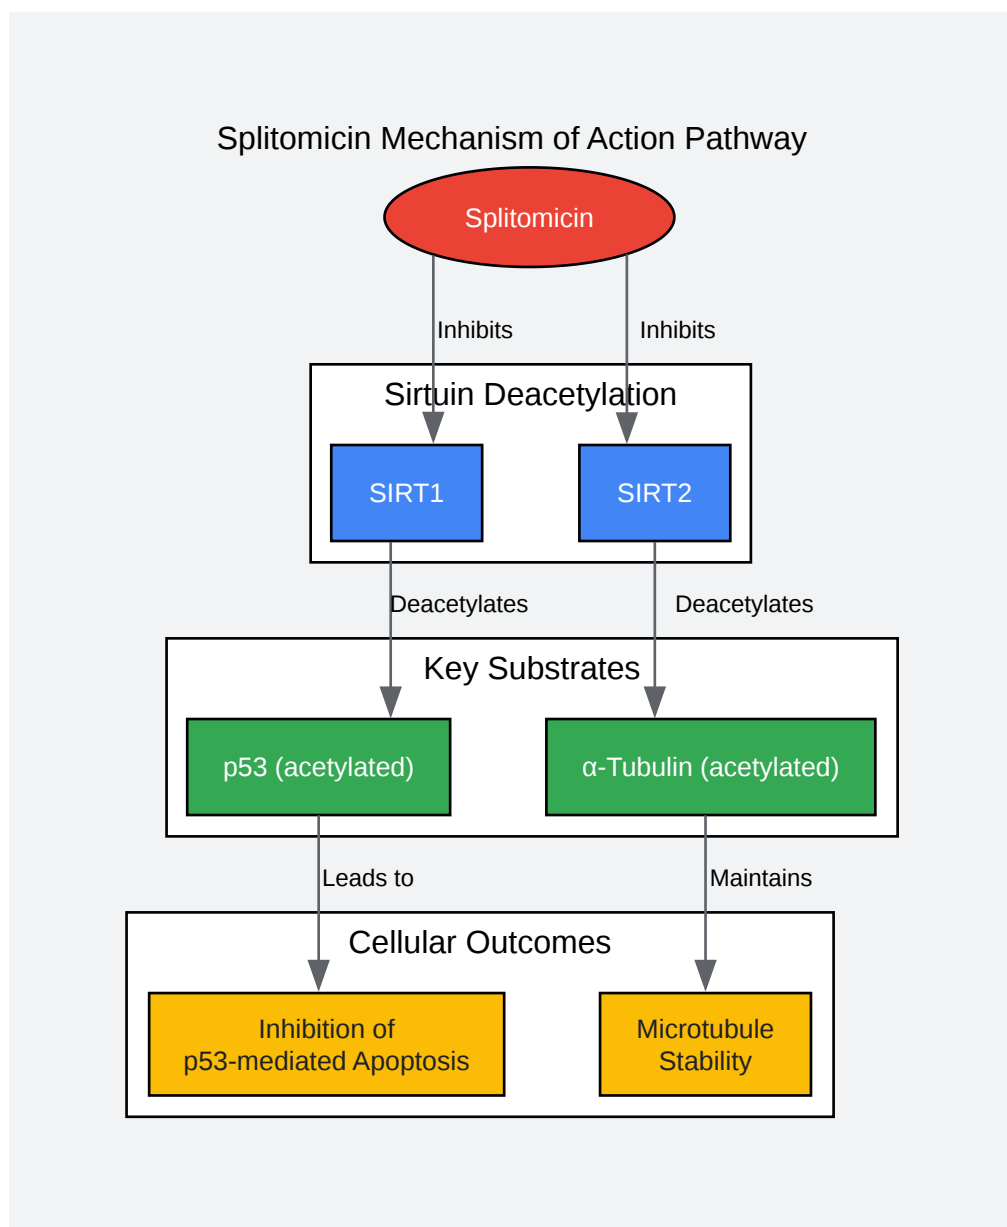 Splitomicin Mechanism of Action Pathway
Splitomicin
Inhibits
Inhibits
Sirtuin Deacetylation
SIRT1
SIRT2
Deacetylates
Deacetylates
Key Substrates
p53 (acetylated)
α-Tubulin (acetylated)
Leads to
Maintains
Cellular Outcomes
Inhibition of
p53-mediated Apoptosis
Microtubule
Stability